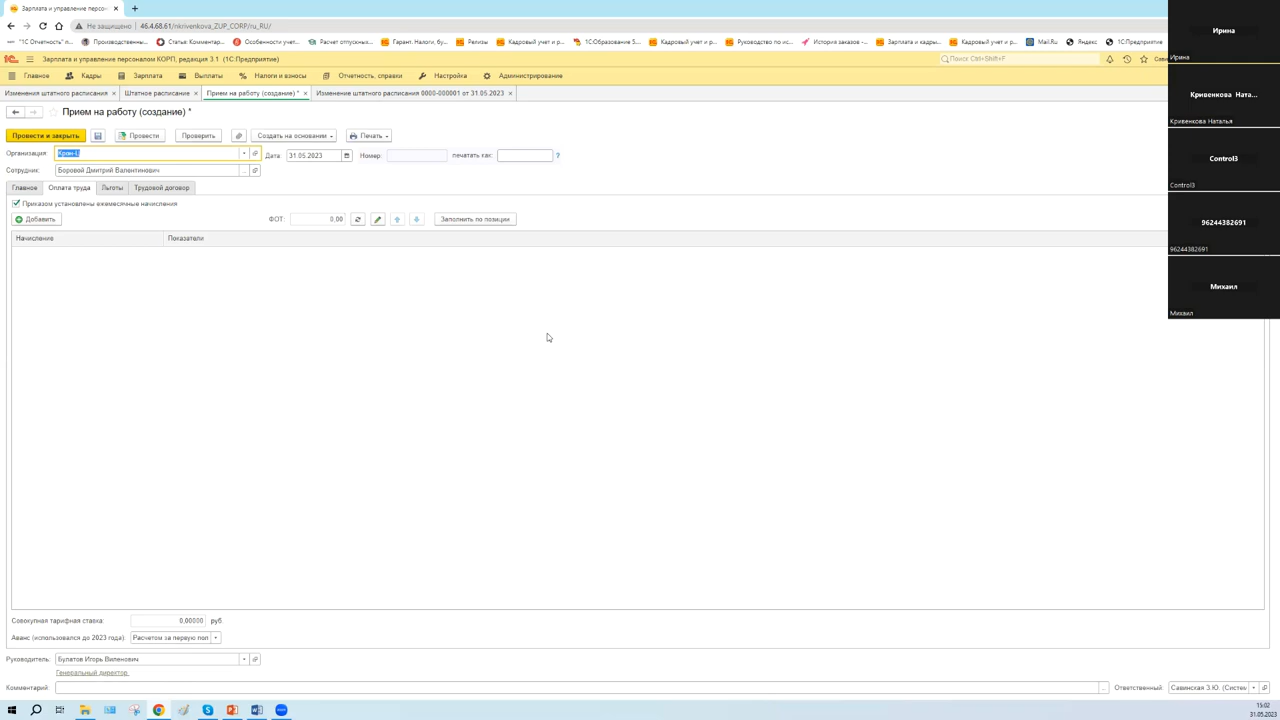 Зарплата и управление персо-
Не защищено 46.4.68.61/nkrivenkova_ZUP_CORP/ru_RU/
"1С Отчетность" п...
Производственны...
Статья: Комментар...
Особенности учет...
Расчет отпускных...
Гарант. Налоги, бу...
Релизы
Кадровый учет и р...
1С:Образование 5...
Кадровый учет и р...
Руководство по ис...
История заказов –...
Зарплата и кадры...
Кадровый учет и р...
Mail.Ru
Яндекс
1С:Предприятие
Зарплата и управление персоналом КОРП, редакция 3.1 (1С:Предприятие)
Поиск Ctrl+Shift+F
Главное
Кадры
Зарплата
Выплаты
Налоги и взносы
Отчетность, справки
Настройка
Администрирование
Изменения штатного расписания ×
Штатное расписание ×
Прием на работу (создание) * ×
Изменение штатного расписания 0000-000001 от 31.05.2023 ×
Прием на работу (создание) *
Провести и закрыть
Провести
Проверить
Создать на основании
Печать
Организация: Крон-Ц
Дата: 31.05.2023
Номер:
печатать как:
?
Сотрудник: Боровой Дмитрий Валентинович
Главное
Оплата труда
Льготы
Трудовой договор
Приказом установлены ежемесячные начисления
Добавить
ФОТ: 0,00
Заполнить по позиции
Начисление
Показатели
Совокупная тарифная ставка: 0,00000 руб
Аванс (использовался до 2023 года): Расчетом за первую пол
Руководитель: Булатов Игорь Виленович
Генеральный директор
Комментарий:
Ответственный: Савинская З.Ю. (Систем
Ирина
Ирина
Кривенкова Ната...
Кривенкова Наталья
Control3
Control3
96244382691
96244382691
Михаил
Михаил
15:02
31.05.2023